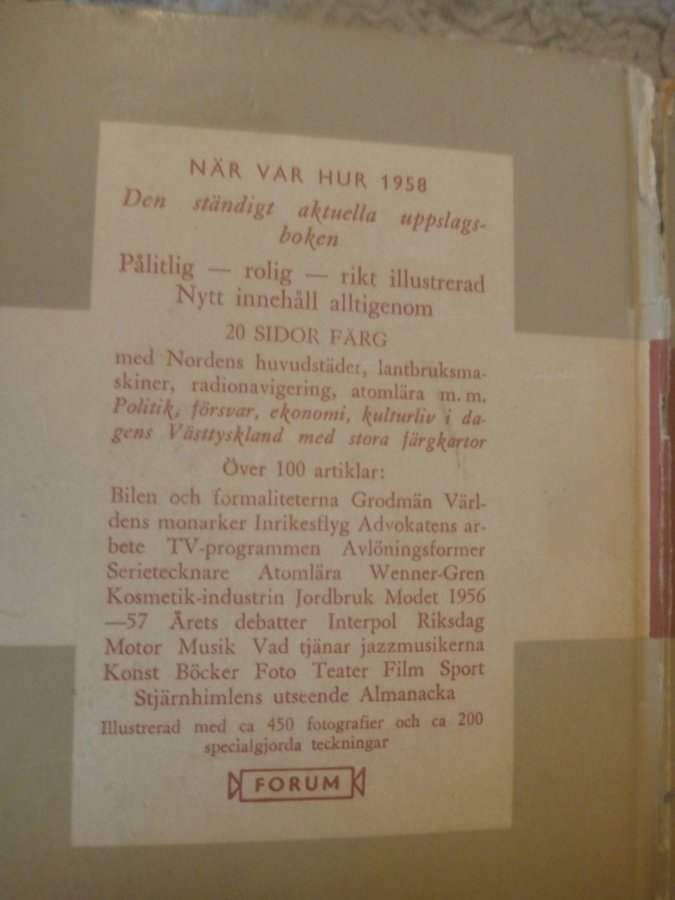 NÄR VAR HUR 1958
Den ständigt aktuella uppslags-
boken
Pålitlig — rolig — rikt illustrerad
Nytt innehåll alltigenom
20 SIDOR FÄRG
med Nordens huvudstäder, lantbruksma-
skiner, radionavigering, atomlära m. m.
Politik, försvar, ekonomi, kulturliv i da-
gens Västtyskland med stora färgkartor
Över 100 artiklar:
Bilen och formaliteterna Grodmän Värl-
dens monarker Inrikesflyg Advokatens ar-
bete TV-programmen Avlöningsformer
Serietecknare Atomlära Wenner-Gren
Kosmetik-industrin Jordbruk Modet 1956
—57 Årets debatter Interpol Riksdag
Motor Musik Vad tjänar jazzmusikerna
Konst Böcker Foto Teater Film Sport
Stjärnhimlens utseende Almanacka
Illustrerad med ca 450 fotografier och ca 200
specialgjorda teckningar
FORUM